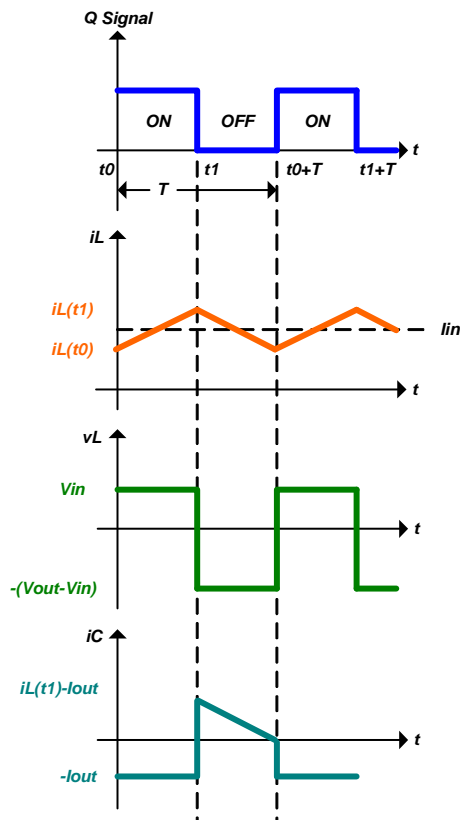 Q Signal
ON OFF ON
t
t0 t1 t0+T t1+T
T
iL
iL(t1)
Iin
iL(t0)
t
vL
Vin
t
-(Vout-Vin)
iC
iL(t1)-Iout
t
-Iout